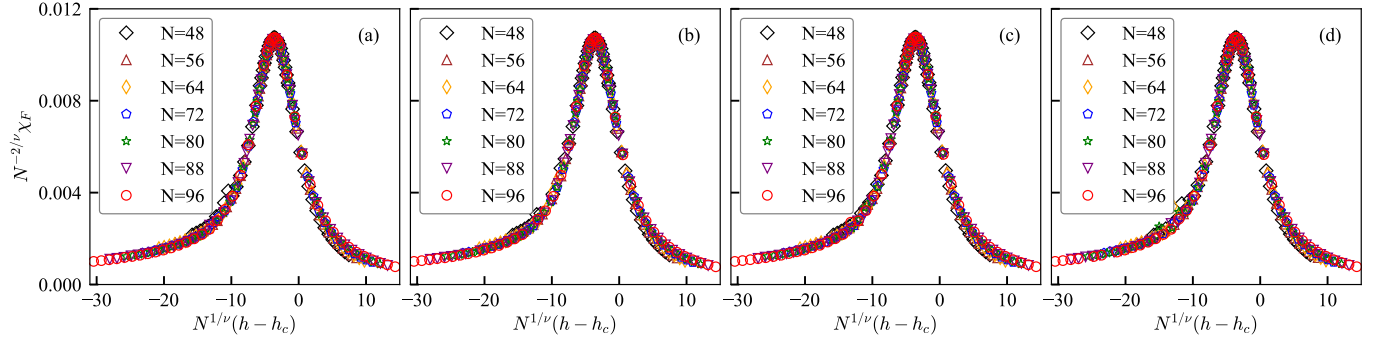 0.012
0.008
0.004
0.000
N^{-2/ν}χ_F
N=48
N=56
N=64
N=72
N=80
N=88
N=96
(a)
−30 −20 −10 0 10
N^{1/ν}(h − h_c)
N=48
N=56
N=64
N=72
N=80
N=88
N=96
(b)
−30 −20 −10 0 10
N^{1/ν}(h − h_c)
N=48
N=56
N=64
N=72
N=80
N=88
N=96
(c)
−30 −20 −10 0 10
N^{1/ν}(h − h_c)
N=48
N=56
N=64
N=72
N=80
N=88
N=96
(d)
−30 −20 −10 0 10
N^{1/ν}(h − h_c)